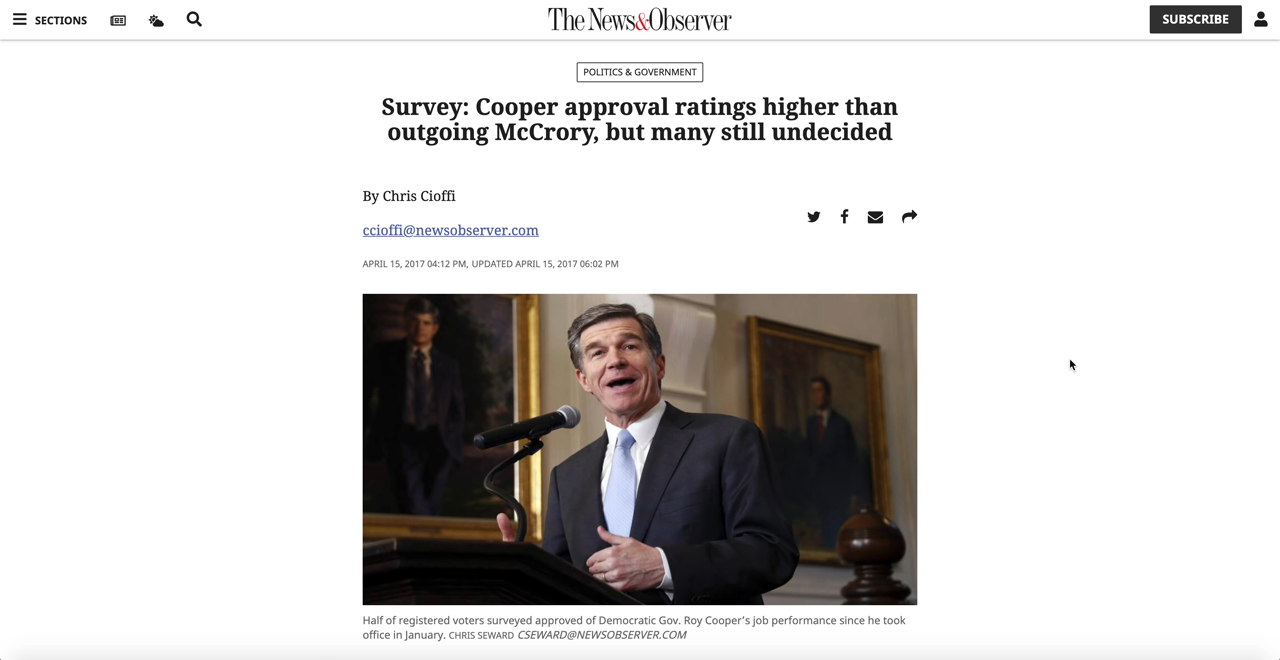 SECTIONS
The News&Observer
SUBSCRIBE
POLITICS & GOVERNMENT
Survey: Cooper approval ratings higher than
outgoing McCrory, but many still undecided
By Chris Cioffi
ccioffi@newsobserver.com
APRIL 15, 2017 04:12 PM, UPDATED APRIL 15, 2017 06:02 PM
Half of registered voters surveyed approved of Democratic Gov. Roy Cooper’s job performance since he took
office in January. CHRIS SEWARD CSEWARD@NEWSOBSERVER.COM